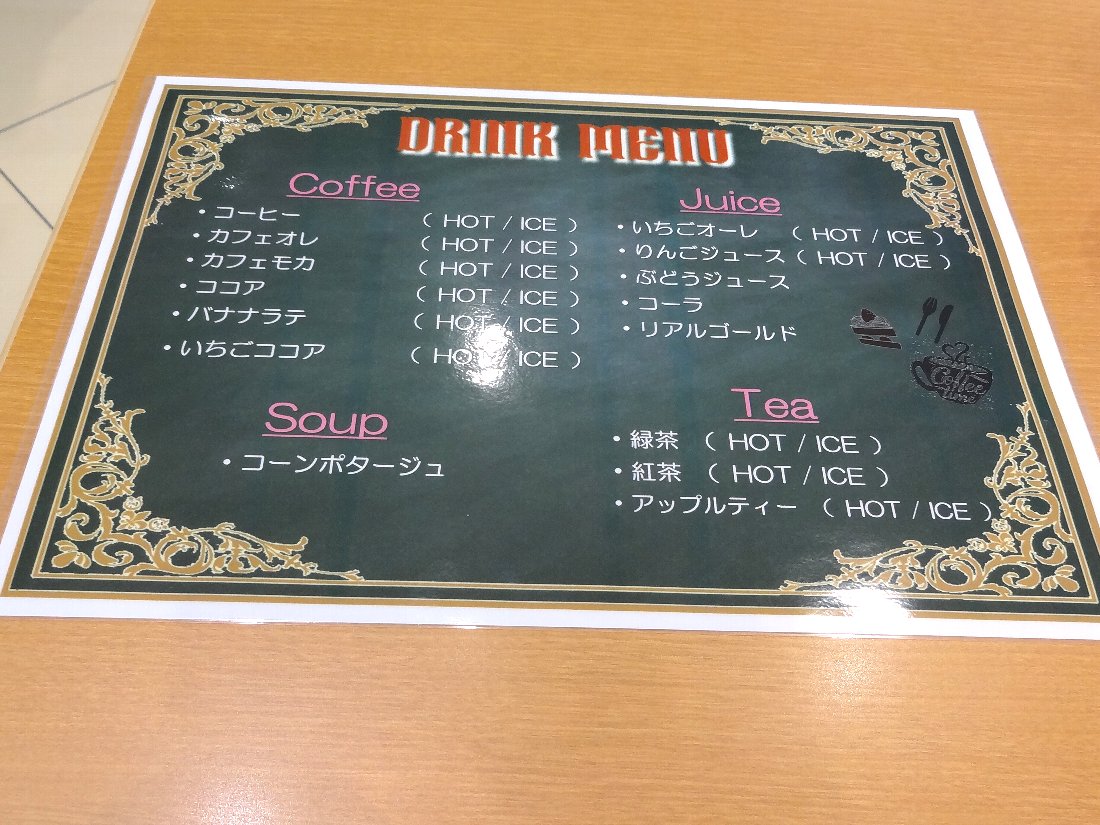 DRINK MENU
Coffee
・コーヒー ( HOT / ICE )
・カフェオレ ( HOT / ICE )
・カフェモカ ( HOT / ICE )
・ココア ( HOT / ICE )
・バナナラテ ( HOT / ICE )
・いちごココア ( HOT / ICE )
Soup
・コーンポタージュ
Juice
・いちごオーレ ( HOT / ICE )
・りんごジュース ( HOT / ICE )
・ぶどうジュース
・コーラ
・リアルゴールド
Coffee
time
Tea
・緑茶 ( HOT / ICE )
・紅茶 ( HOT / ICE )
・アップルティー ( HOT / ICE )